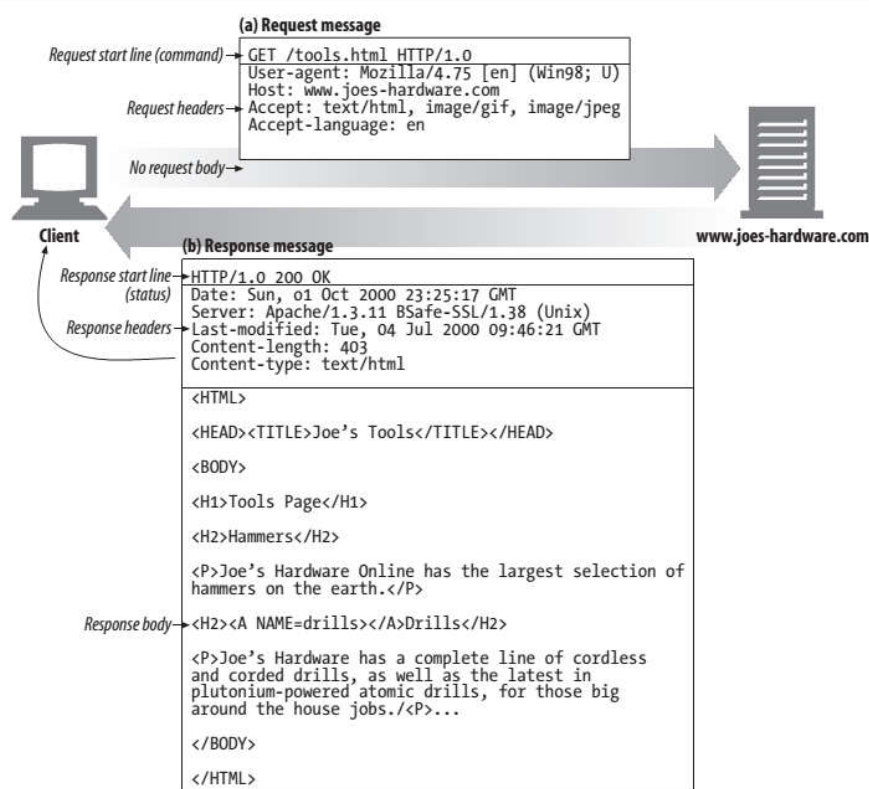 (a) Request message
Request start line (command)
GET /tools.html HTTP/1.0
User-agent: Mozilla/4.75 [en] (Win98; U)
Host: www.joes-hardware.com
Request headers
Accept: text/html, image/gif, image/jpeg
Accept-language: en
No request body
Client
www.joes-hardware.com
(b) Response message
Response start line
(status)
HTTP/1.0 200 OK
Date: Sun, o1 Oct 2000 23:25:17 GMT
Server: Apache/1.3.11 BSafe-SSL/1.38 (Unix)
Response headers
Last-modified: Tue, 04 Jul 2000 09:46:21 GMT
Content-length: 403
Content-type: text/html
<HTML>
<HEAD><TITLE>Joe's Tools</TITLE></HEAD>
<BODY>
<H1>Tools Page</H1>
<H2>Hammers</H2>
<P>Joe's Hardware Online has the largest selection of
hammers on the earth.</P>
Response body
<H2><A NAME=drills></A>Drills</H2>
<P>Joe's Hardware has a complete line of cordless
and corded drills, as well as the latest in
plutonium-powered atomic drills, for those big
around the house jobs./<P>...
</BODY>
</HTML>